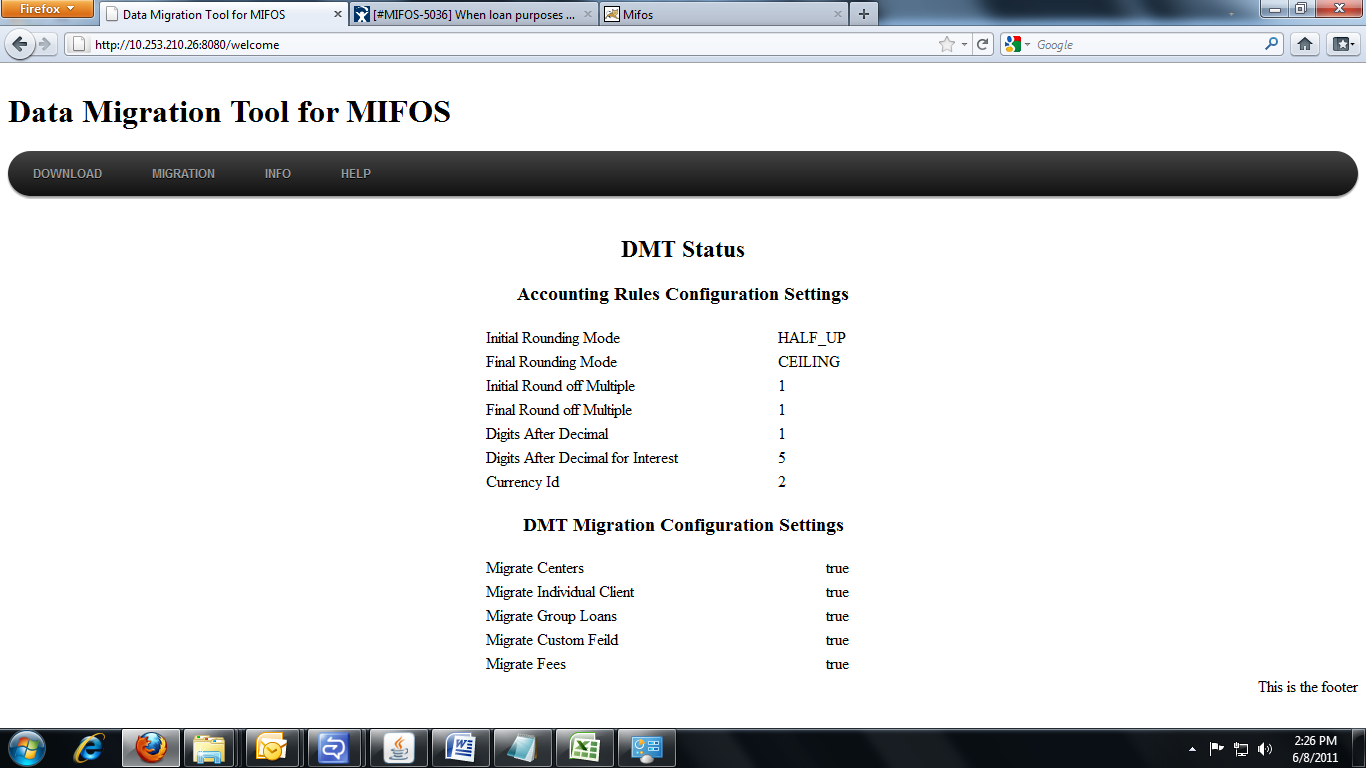 Firefox
Data Migration Tool for MIFOS
[#MIFOS-5036] When loan purposes ...
Mifos
http://10.253.210.26:8080/welcome
Google
Data Migration Tool for MIFOS
DOWNLOAD MIGRATION INFO HELP
DMT Status
Accounting Rules Configuration Settings
Initial Rounding Mode HALF_UP
Final Rounding Mode CEILING
Initial Round off Multiple 1
Final Round off Multiple 1
Digits After Decimal 1
Digits After Decimal for Interest 5
Currency Id 2
DMT Migration Configuration Settings
Migrate Centers true
Migrate Individual Client true
Migrate Group Loans true
Migrate Custom Feild true
Migrate Fees true
This is the footer
2:26 PM
6/8/2011